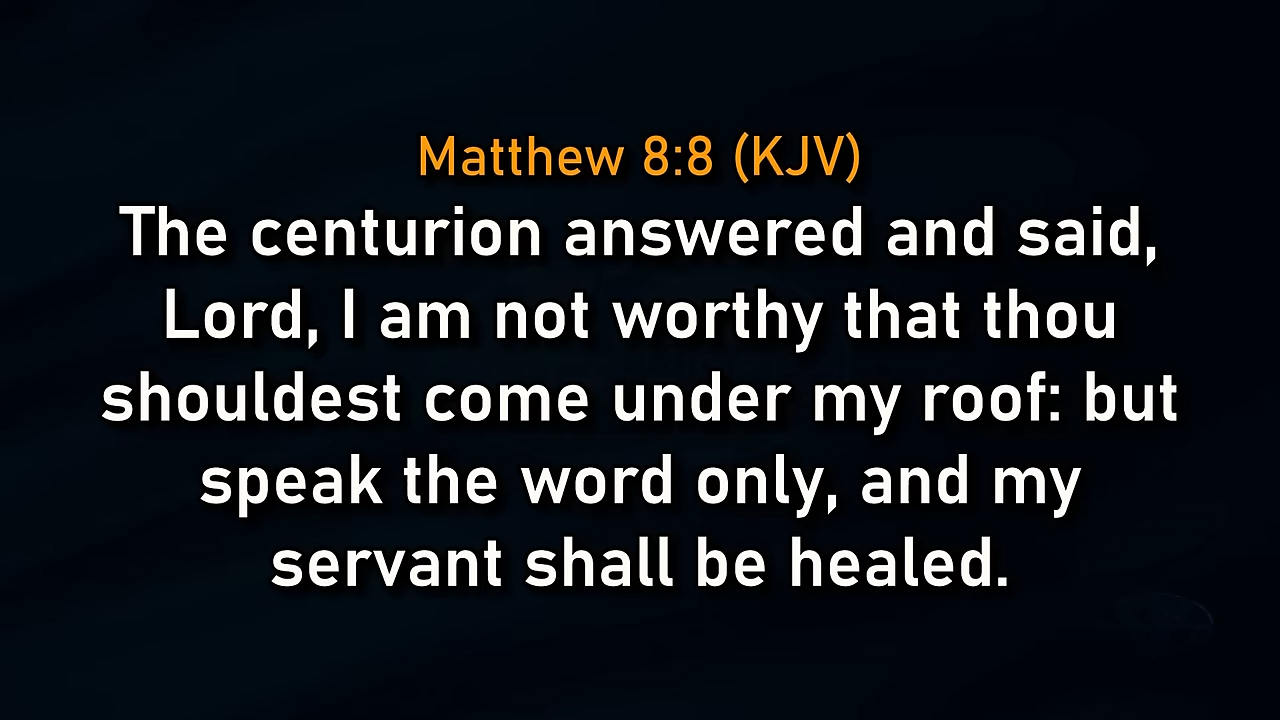 Matthew 8:8 (KJV)
The centurion answered and said,
Lord, I am not worthy that thou
shouldest come under my roof: but
speak the word only, and my
servant shall be healed.